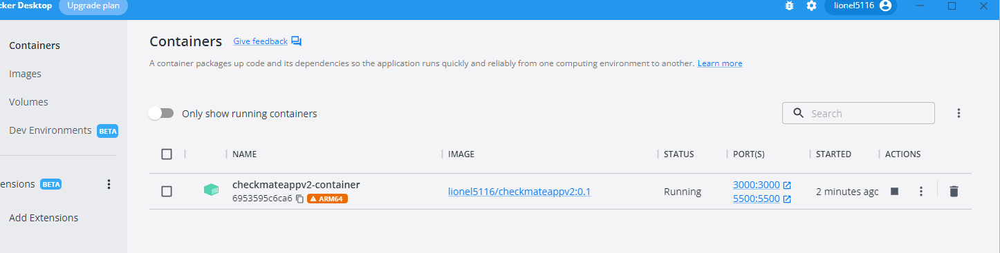 cker Desktop Upgrade plan lionel5116
Containers
Images
Volumes
Dev Environments BETA
ensions BETA
Add Extensions
Containers Give feedback
A container packages up code and its dependencies so the application runs quickly and reliably from one computing environment to another. Learn more
Only show running containers Search
NAME IMAGE STATUS PORT(S) STARTED ACTIONS
checkmateappv2-container lionel5116/checkmateappv2:0.1 Running 3000:3000 2 minutes agc
6953595c6ca6 ARM64 5500:5500